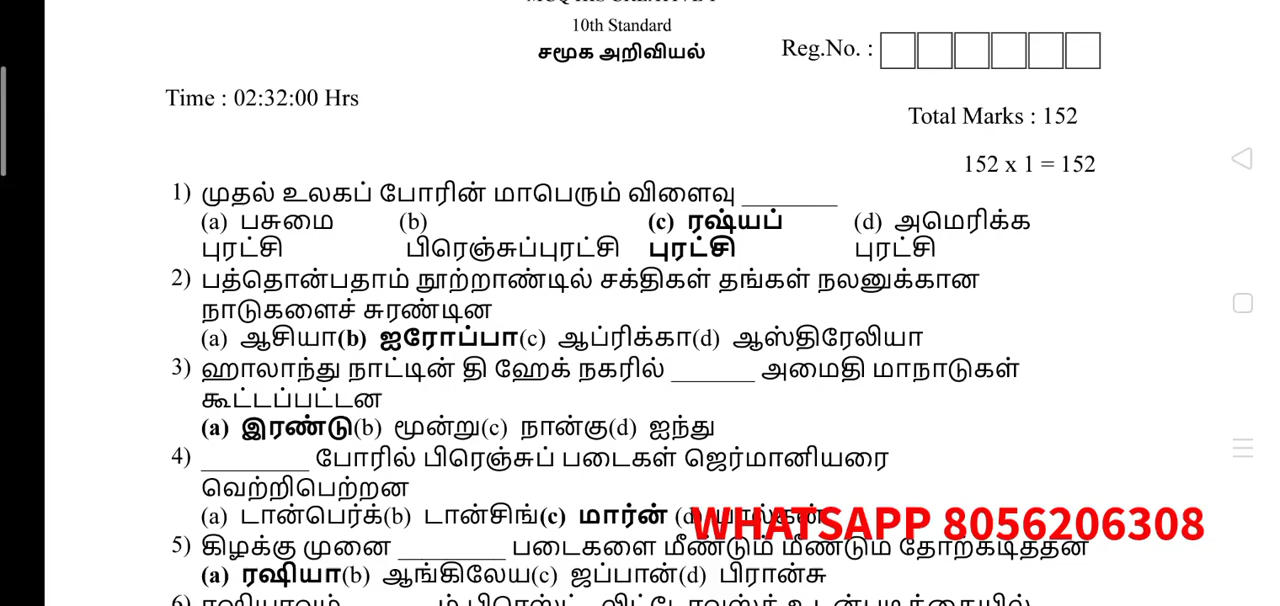 10th Standard
சமூக அறிவியல்
Reg.No. :
Time : 02:32:00 Hrs
Total Marks : 152
152 x 1 = 152
1) முதல் உலகப் போரின் மாபெரும் விளைவு ________
(a) பசுமை (b) (c) ரஷ்யப் (d) அமெரிக்க
புரட்சி பிரெஞ்சுப்புரட்சி புரட்சி புரட்சி
2) பத்தொன்பதாம் நூற்றாண்டில் சக்திகள் தங்கள் நலனுக்கான
நாடுகளைச் சுரண்டின
(a) ஆசியா(b) ஐரோப்பா(c) ஆப்ரிக்கா(d) ஆஸ்திரேலியா
3) ஹாலாந்து நாட்டின் தி ஹேக் நகரில் _______ அமைதி மாநாடுகள்
கூட்டப்பட்டன
(a) இரண்டு(b) மூன்று(c) நான்கு(d) ஐந்து
4) _________ போரில் பிரெஞ்சுப் படைகள் ஜெர்மானியரை
வெற்றிபெற்றன
(a) டான்பெர்க்(b) டான்சிங்(c) மார்ன் (d)
WHATSAPP 8056206308
5) கிழக்கு முனை _________ படைகளை மீண்டும் மீண்டும் தோற்கடித்தன
(a) ரஷியா(b) ஆங்கிலேய(c) ஜப்பான்(d) பிரான்சு